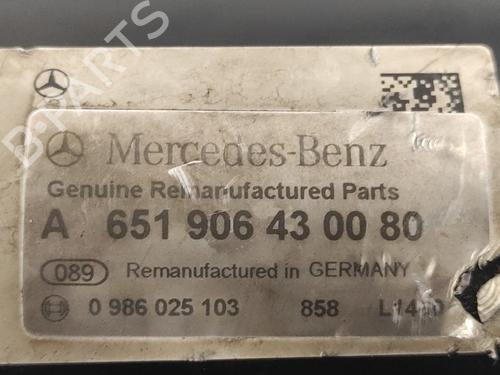 B-PARTS
Mercedes-Benz
Genuine Remanufactured Parts
A 651 906 43 00 80
089 Remanufactured in GERMANY
0 986 025 103 858